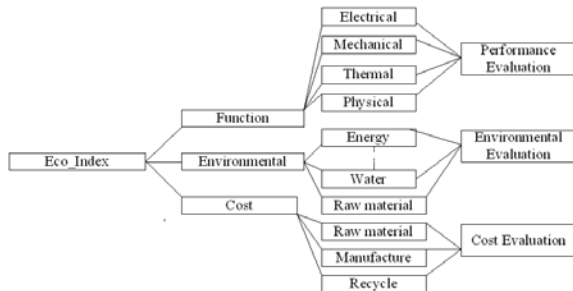 Electrical
Mechanical
Thermal
Physical
Performance
Evaluation
Function
Eco_Index
Environmental
Energy
Water
Raw material
Environmental
Evaluation
Cost
Raw material
Manufacture
Recycle
Cost Evaluation